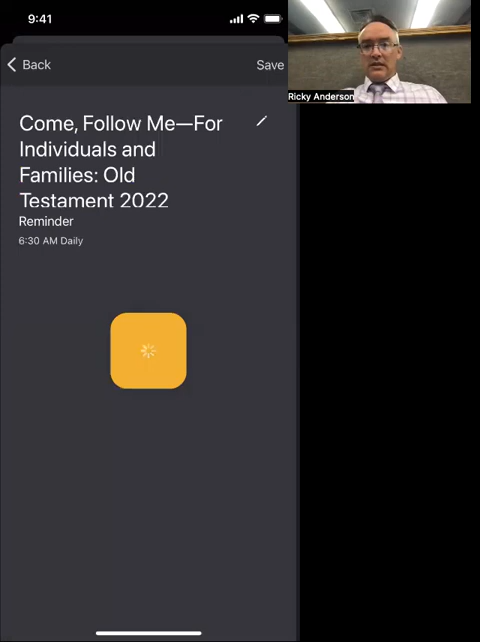 9:41
Back
Save
Ricky Anderson
Come, Follow Me—For
Individuals and
Families: Old
Testament 2022
Reminder
6:30 AM Daily